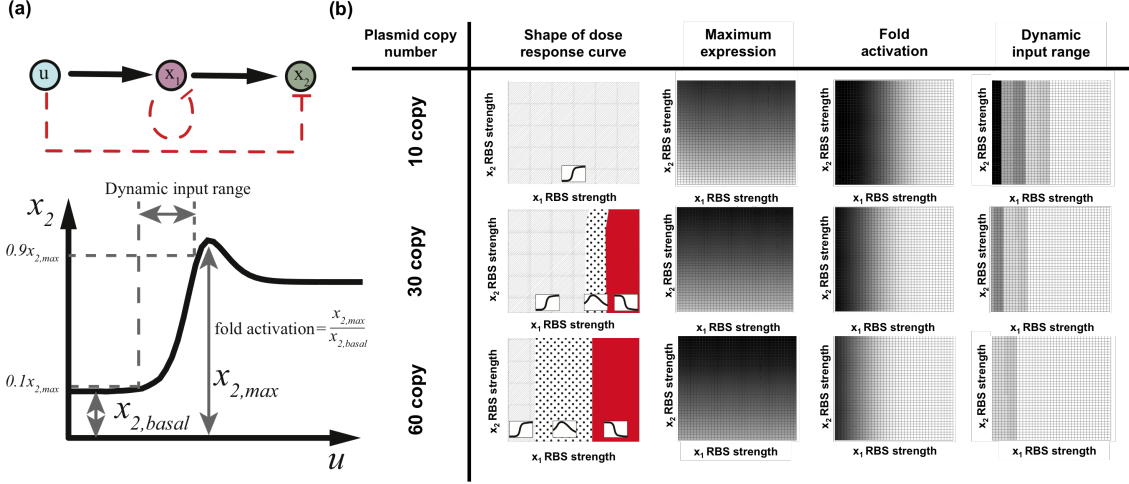 (a)
u
x1
x2
Dynamic input range
x2
0.9x2,max
fold activation= x2,max
x2,basal
0.1x2,max
x2,max
x2,basal
u
(b)
Plasmid copy
number
Shape of dose
response curve
Maximum
expression
Fold
activation
Dynamic
input range
10 copy
x2 RBS strength
x1 RBS strength
x2 RBS strength
x1 RBS strength
x2 RBS strength
x1 RBS strength
x2 RBS strength
x1 RBS strength
30 copy
x2 RBS strength
x1 RBS strength
x2 RBS strength
x1 RBS strength
x2 RBS strength
x1 RBS strength
x2 RBS strength
x1 RBS strength
60 copy
x2 RBS strength
x1 RBS strength
x2 RBS strength
x1 RBS strength
x2 RBS strength
x1 RBS strength
x2 RBS strength
x1 RBS strength